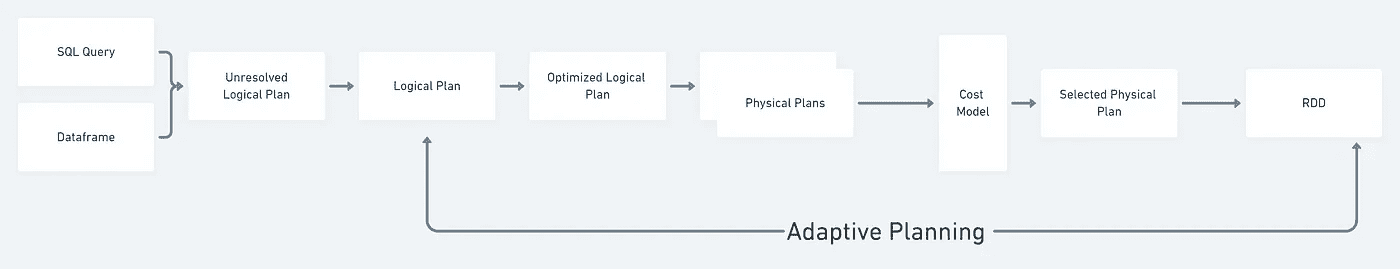 SQL Query
Dataframe
Unresolved
Logical Plan
Logical Plan
Optimized Logical
Plan
Physical Plans
Cost
Model
Selected Physical
Plan
RDD
Adaptive Planning